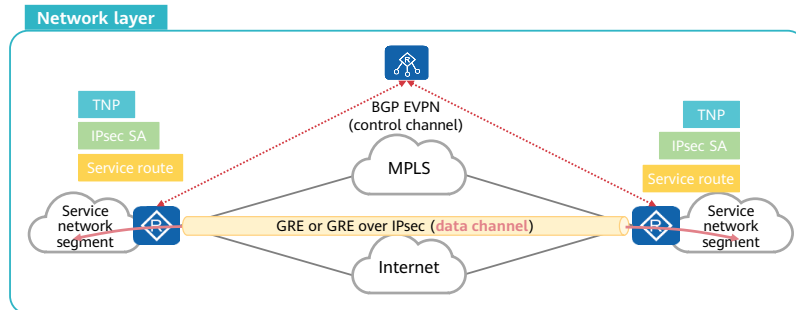 Network layer
R
BGP EVPN
(control channel)
TNP
IPsec SA
Service route
TNP
IPsec SA
Service route
MPLS
Service
network
segment
R
GRE or GRE over IPsec (data channel)
R
Service
network
segment
Internet